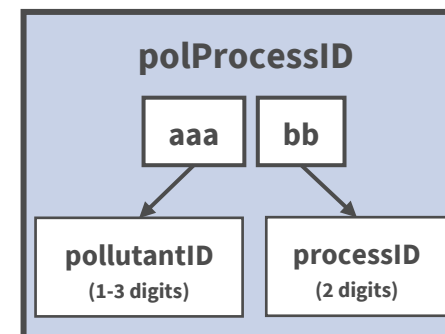 polProcessID
aaa bb
pollutantID processID
(1-3 digits) (2 digits)